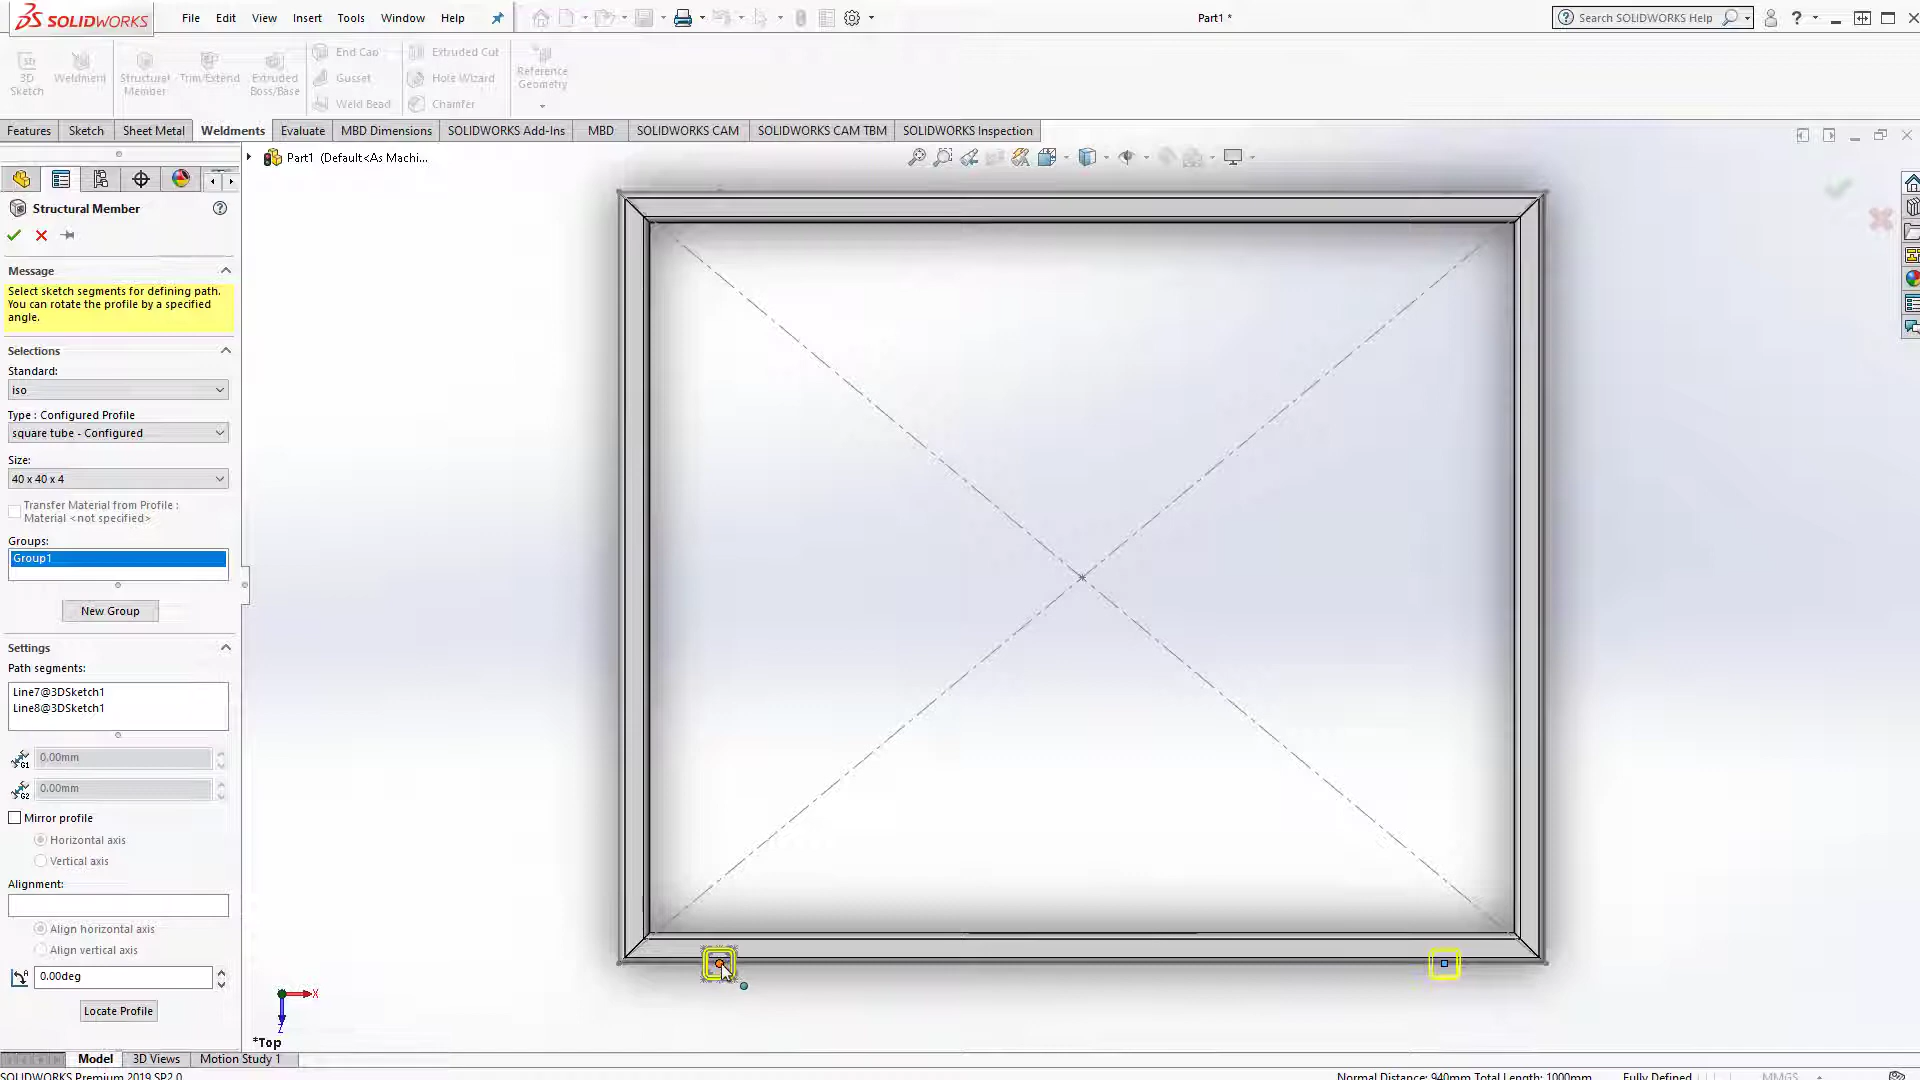 SOLIDWORKS
File Edit View Insert Tools Window Help
Part1 *
Search SOLIDWORKS Help
3D Sketch
Weldment
Structural Member
Trim/Extend
Extruded Boss/Base
End Cap
Gusset
Weld Bead
Extruded Cut
Hole Wizard
Chamfer
Reference Geometry
Features Sketch Sheet Metal Weldments Evaluate MBD Dimensions SOLIDWORKS Add-Ins MBD SOLIDWORKS CAM SOLIDWORKS CAM TBM SOLIDWORKS Inspection
Part1 (Default<As Machi...
Structural Member
Message
Select sketch segments for defining path.
You can rotate the profile by a specified
angle.
Selections
Standard:
iso
Type : Configured Profile
square tube - Configured
Size:
40 x 40 x 4
Transfer Material from Profile :
Material <not specified>
Groups:
Group1
New Group
Settings
Path segments:
Line7@3DSketch1
Line8@3DSketch1
G1
0.00mm
G2
0.00mm
Mirror profile
Horizontal axis
Vertical axis
Alignment:
Align horizontal axis
Align vertical axis
0.00deg
Locate Profile
X
Z
*Top
Model 3D Views Motion Study 1
SOLIDWORKS Premium 2019 SP2.0
Normal Distance: 940mm Total Length: 1000mm Fully Defined MMGS